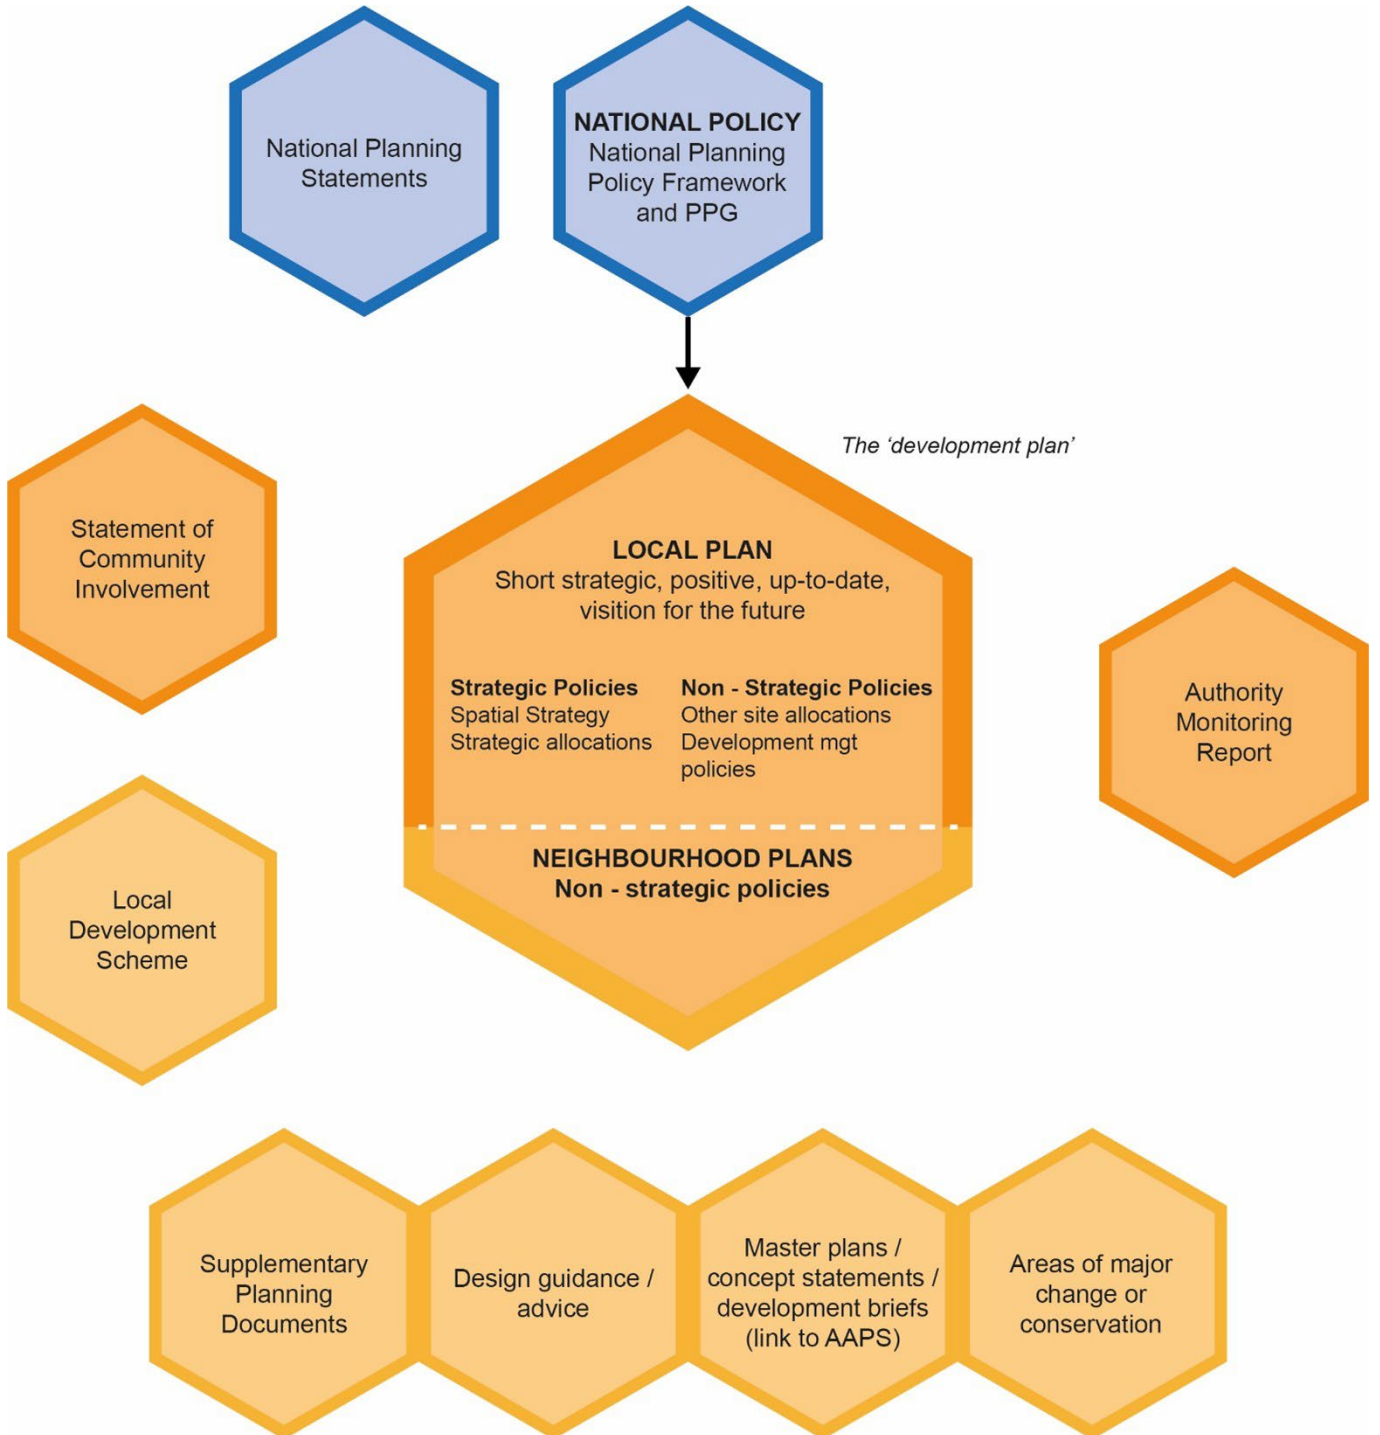 National Planning
Statements
NATIONAL POLICY
National Planning
Policy Framework
and PPG
The ‘development plan’
Statement of
Community
Involvement
LOCAL PLAN
Short strategic, positive, up-to-date,
visition for the future
Strategic Policies
Spatial Strategy
Strategic allocations
Non - Strategic Policies
Other site allocations
Development mgt
policies
Authority
Monitoring
Report
NEIGHBOURHOOD PLANS
Non - strategic policies
Local
Development
Scheme
Supplementary
Planning
Documents
Design guidance /
advice
Master plans /
concept statements /
development briefs
(link to AAPS)
Areas of major
change or
conservation